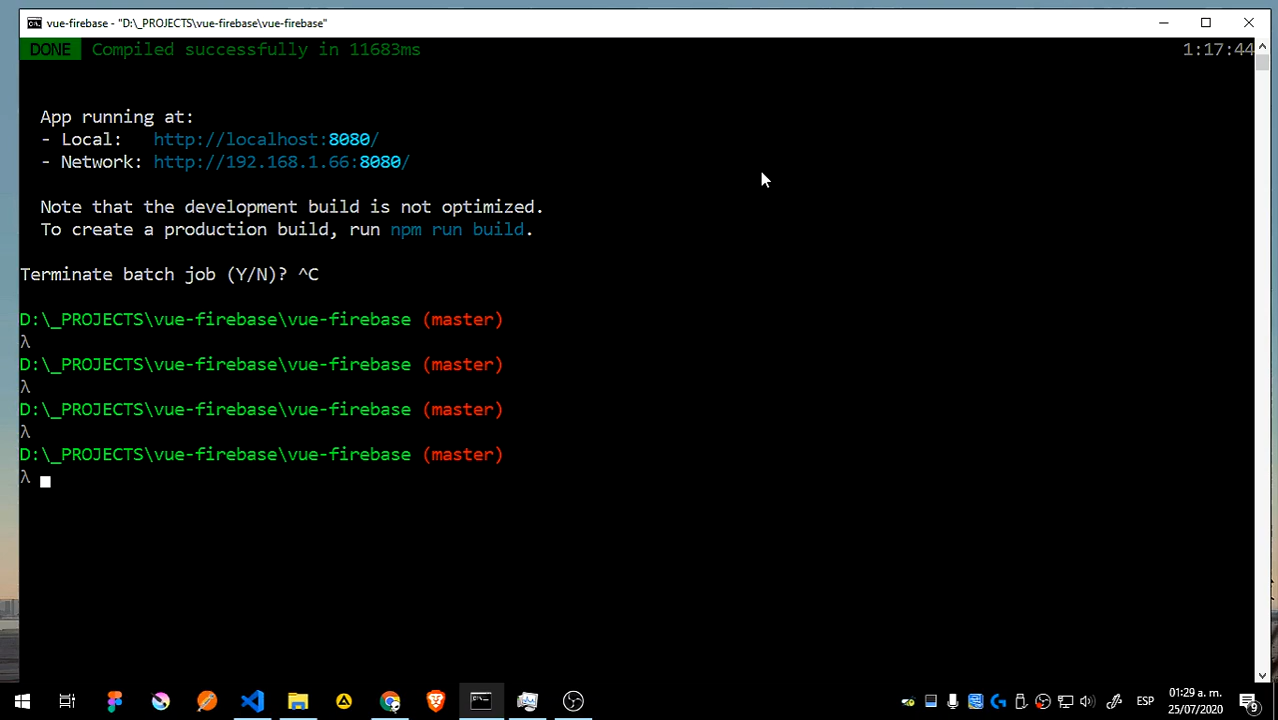 vue-firebase - "D:\_PROJECTS\vue-firebase\vue-firebase"
DONE Compiled successfully in 11683ms 1:17:44
App running at:
- Local: http://localhost:8080/
- Network: http://192.168.1.66:8080/
Note that the development build is not optimized.
To create a production build, run npm run build.
Terminate batch job (Y/N)? ^C
D:\_PROJECTS\vue-firebase\vue-firebase (master)
λ
D:\_PROJECTS\vue-firebase\vue-firebase (master)
λ
D:\_PROJECTS\vue-firebase\vue-firebase (master)
λ
D:\_PROJECTS\vue-firebase\vue-firebase (master)
λ
ESP
01:29 a. m.
25/07/2020
9